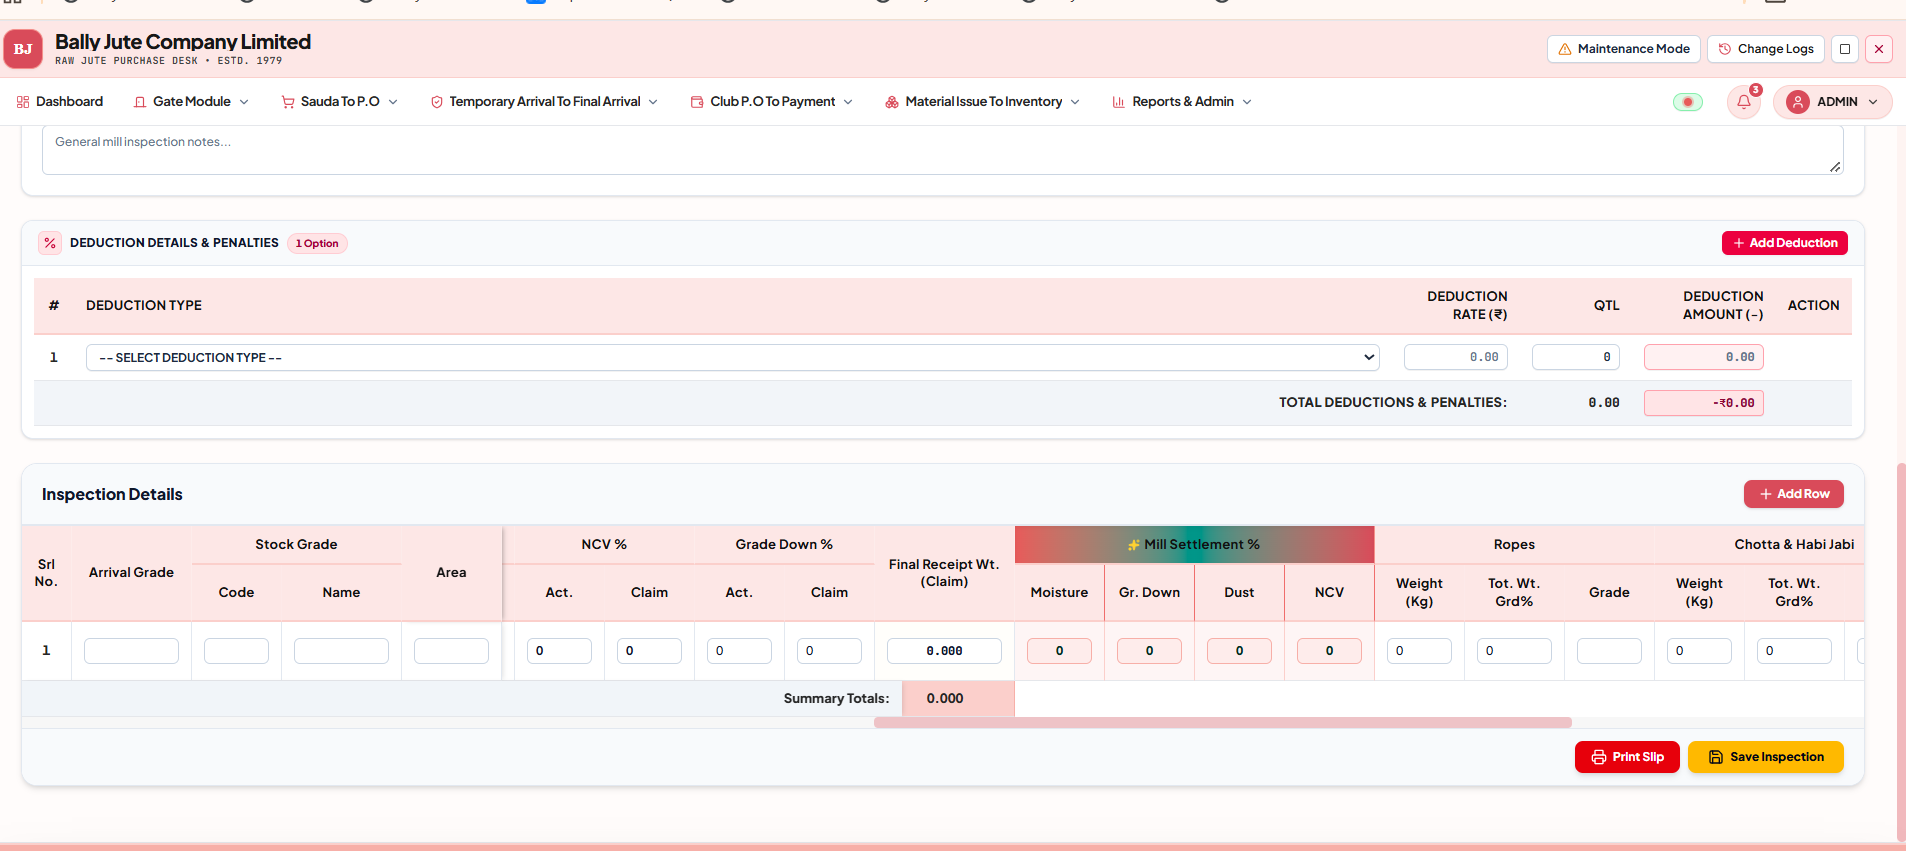 BJ
Bally Jute Company Limited
RAW JUTE PURCHASE DESK • ESTD. 1979
Maintenance Mode
Change Logs
Dashboard
Gate Module
Sauda To P.O
Temporary Arrival To Final Arrival
Club P.O To Payment
Material Issue To Inventory
Reports & Admin
3
ADMIN
General mill inspection notes...
% DEDUCTION DETAILS & PENALTIES 1 Option
+ Add Deduction
# DEDUCTION TYPE DEDUCTION RATE (₹) QTL DEDUCTION AMOUNT (-) ACTION
1 -- SELECT DEDUCTION TYPE -- 0.00 0 0.00
TOTAL DEDUCTIONS & PENALTIES: 0.00 -₹0.00
Inspection Details
+ Add Row
Srl No. Arrival Grade Stock Grade Area NCV % Grade Down % Final Receipt Wt. (Claim) ✨ Mill Settlement % Ropes Chotta & Habi Jabi
Code Name Act. Claim Act. Claim Moisture Gr. Down Dust NCV Weight (Kg) Tot. Wt. Grd% Grade Weight (Kg) Tot. Wt. Grd%
1 0 0 0 0 0.000 0 0 0 0 0 0 0 0
Summary Totals: 0.000
Print Slip
Save Inspection